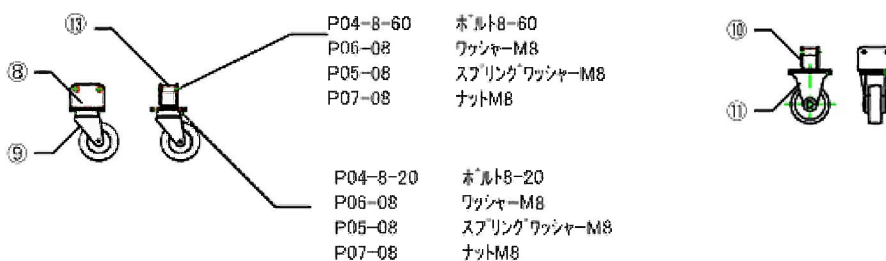 ⑬
P04-8-60 ボルト8-60
P06-08 ワッシャーM8
P05-08 スプリングワッシャーM8
P07-08 ナットM8
⑧
⑨
⑩
⑪
P04-8-20 ボルト8-20
P06-08 ワッシャーM8
P05-08 スプリングワッシャーM8
P07-08 ナットM8